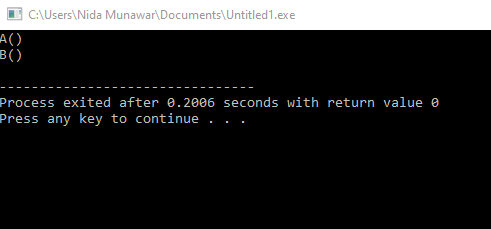 C:\Users\Nida Munawar\Documents\Untitled1.exe
A()
B()
--------------------------------
Process exited after 0.2006 seconds with return value 0
Press any key to continue . . .